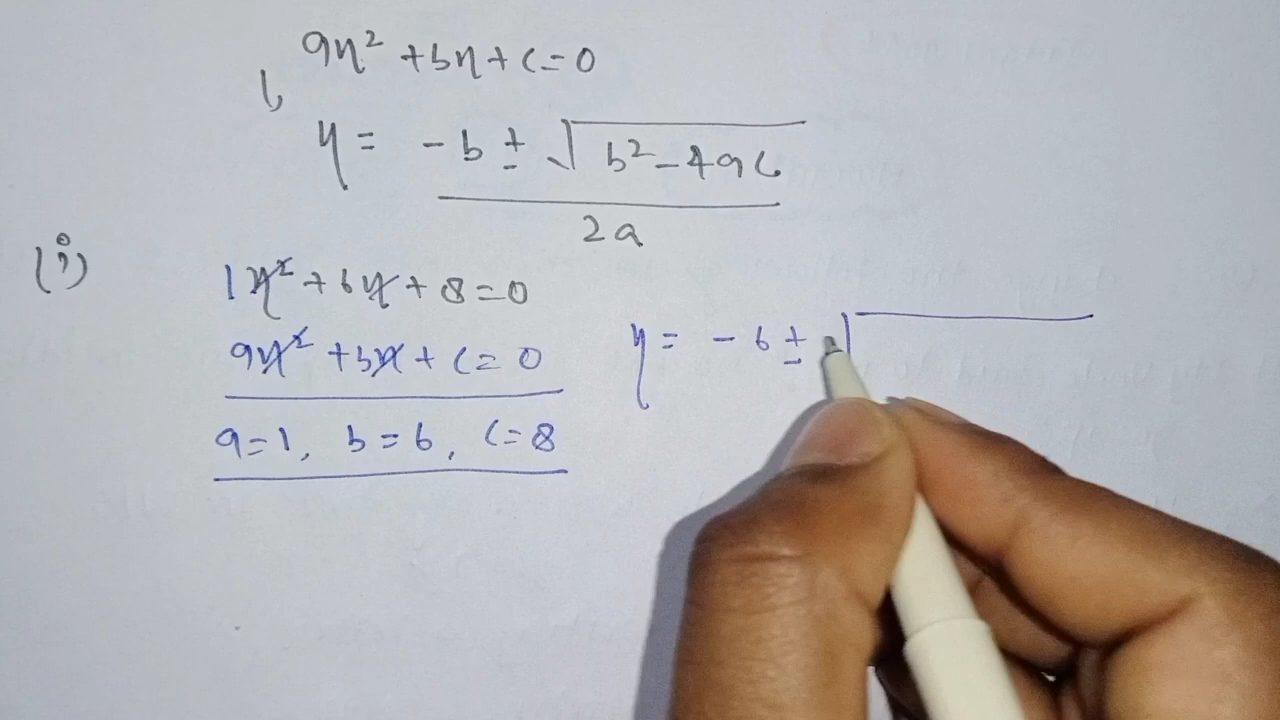 ax² + bx + c = 0
x = -b ± √b² - 4ac
2a
(i)
1x² + 6x + 8 = 0
ax² + bx + c = 0
x = -6 ± √
a = 1, b = 6, c = 8